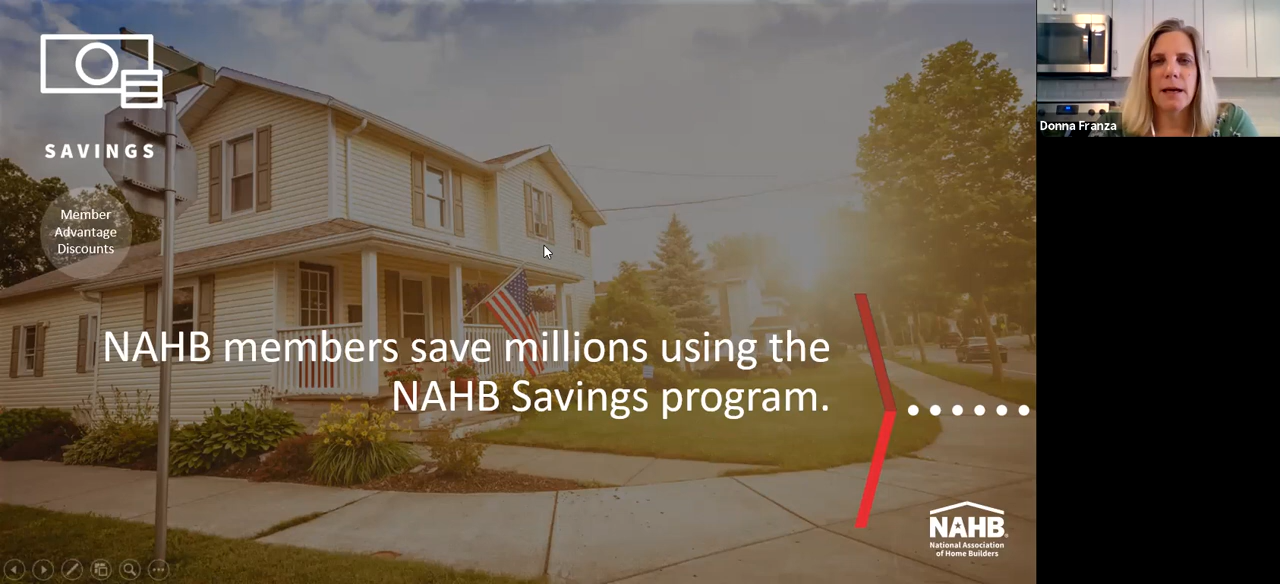 SAVINGS
Member
Advantage
Discounts
NAHB members save millions using the
NAHB Savings program.
NAHB
National Association
of Home Builders
Donna Franza